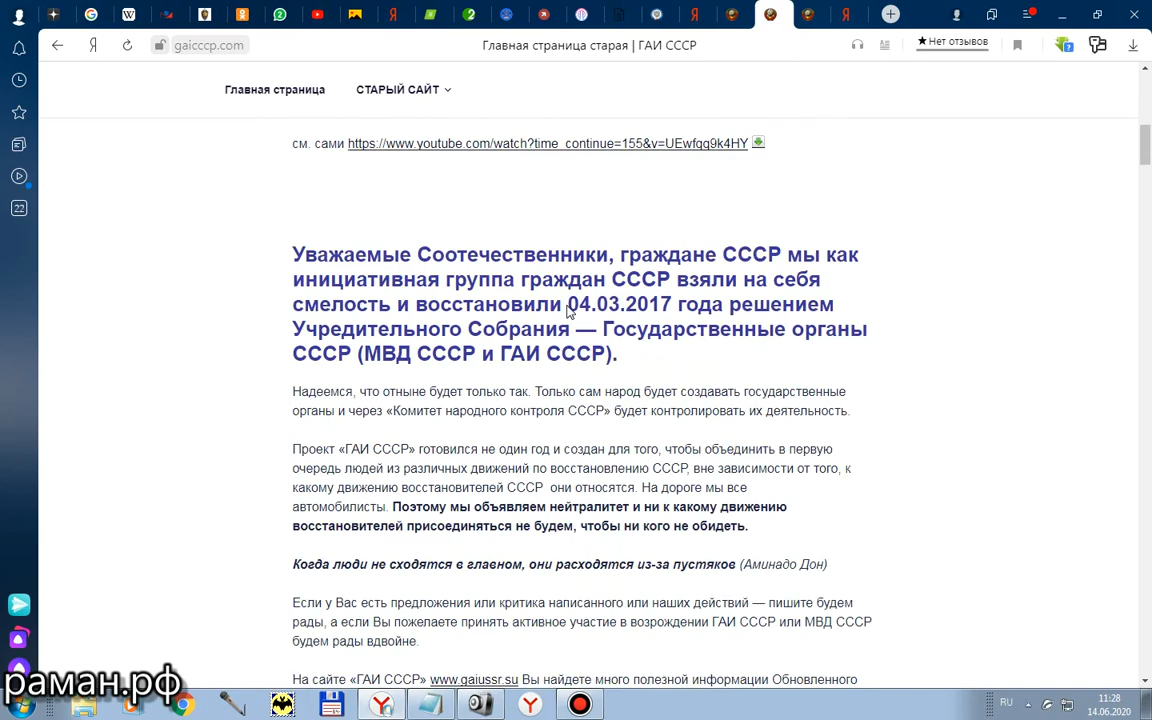 gaicccp.com
Главная страница старая | ГАИ СССР
Нет отзывов
Главная страница
СТАРЫЙ САЙТ
см. сами https://www.youtube.com/watch?time_continue=155&v=UEwfqq9k4HY
Уважаемые Соотечественники, граждане СССР мы как
инициативная группа граждан СССР взяли на себя
смелость и восстановили 04.03.2017 года решением
Учредительного Собрания — Государственные органы
СССР (МВД СССР и ГАИ СССР).
Надеемся, что отныне будет только так. Только сам народ будет создавать государственные
органы и через «Комитет народного контроля СССР» будет контролировать их деятельность.
Проект «ГАИ СССР» готовился не один год и создан для того, чтобы объединить в первую
очередь людей из различных движений по восстановлению СССР, вне зависимости от того, к
какому движению восстановителей СССР они относятся. На дороге мы все
автомобилисты. Поэтому мы объявляем нейтралитет и ни к какому движению
восстановителей присоединяться не будем, чтобы ни кого не обидеть.
Когда люди не сходятся в главном, они расходятся из-за пустяков (Аминадо Дон)
Если у Вас есть предложения или критика написанного или наших действий — пишите будем
рады, а если Вы пожелаете принять активное участие в возрождении ГАИ СССР или МВД СССР
будем рады вдвойне.
На сайте «ГАИ СССР» www.gaiussr.su Вы найдете много полезной информации Обновленного
22
раман.рф
RU
11:28
14.06.2020